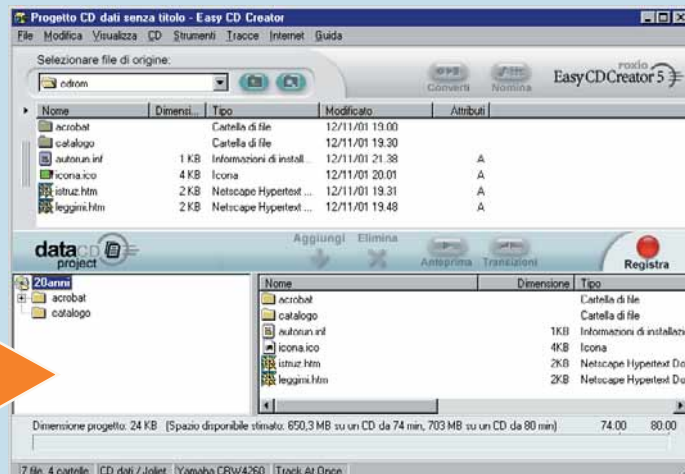 Progetto CD dati senza titolo - Easy CD Creator
File Modifica Visualizza CD Strumenti Tracce Internet Guida
Selezionare file di origine:
cdrom
Converti Nomina
roxio
EasyCDCreator 5
Nome Dimensi... Tipo Modificato Attributi
acrobat Cartella di file 12/11/01 19.00
catalogo Cartella di file 12/11/01 19.30
autorun.inf 1 KB Informazioni di install... 12/11/01 21.38 A
icona.ico 4 KB Icona 12/11/01 20.01 A
istruz.htm 2 KB Netscape Hypertext ... 12/11/01 19.31 A
leggimi.htm 2 KB Netscape Hypertext ... 12/11/01 19.48 A
datacd
project
Aggiungi Elimina
Anteprima Transizioni
Registra
20anni
acrobat
catalogo
Nome Dimensione Tipo
acrobat Cartella di file
catalogo Cartella di file
autorun.inf 1KB Informazioni di installazi
icona.ico 4KB Icona
istruz.htm 2KB Netscape Hypertext Do
leggimi.htm 2KB Netscape Hypertext Do
Dimensione progetto: 24 KB (Spazio disponibile stimato: 650,3 MB su un CD da 74 min, 703 MB su un CD da 80 min) 74.00 80.00
7 file, 4 cartelle CD dati / Joliet Yamaha CRW4260 Track At Once